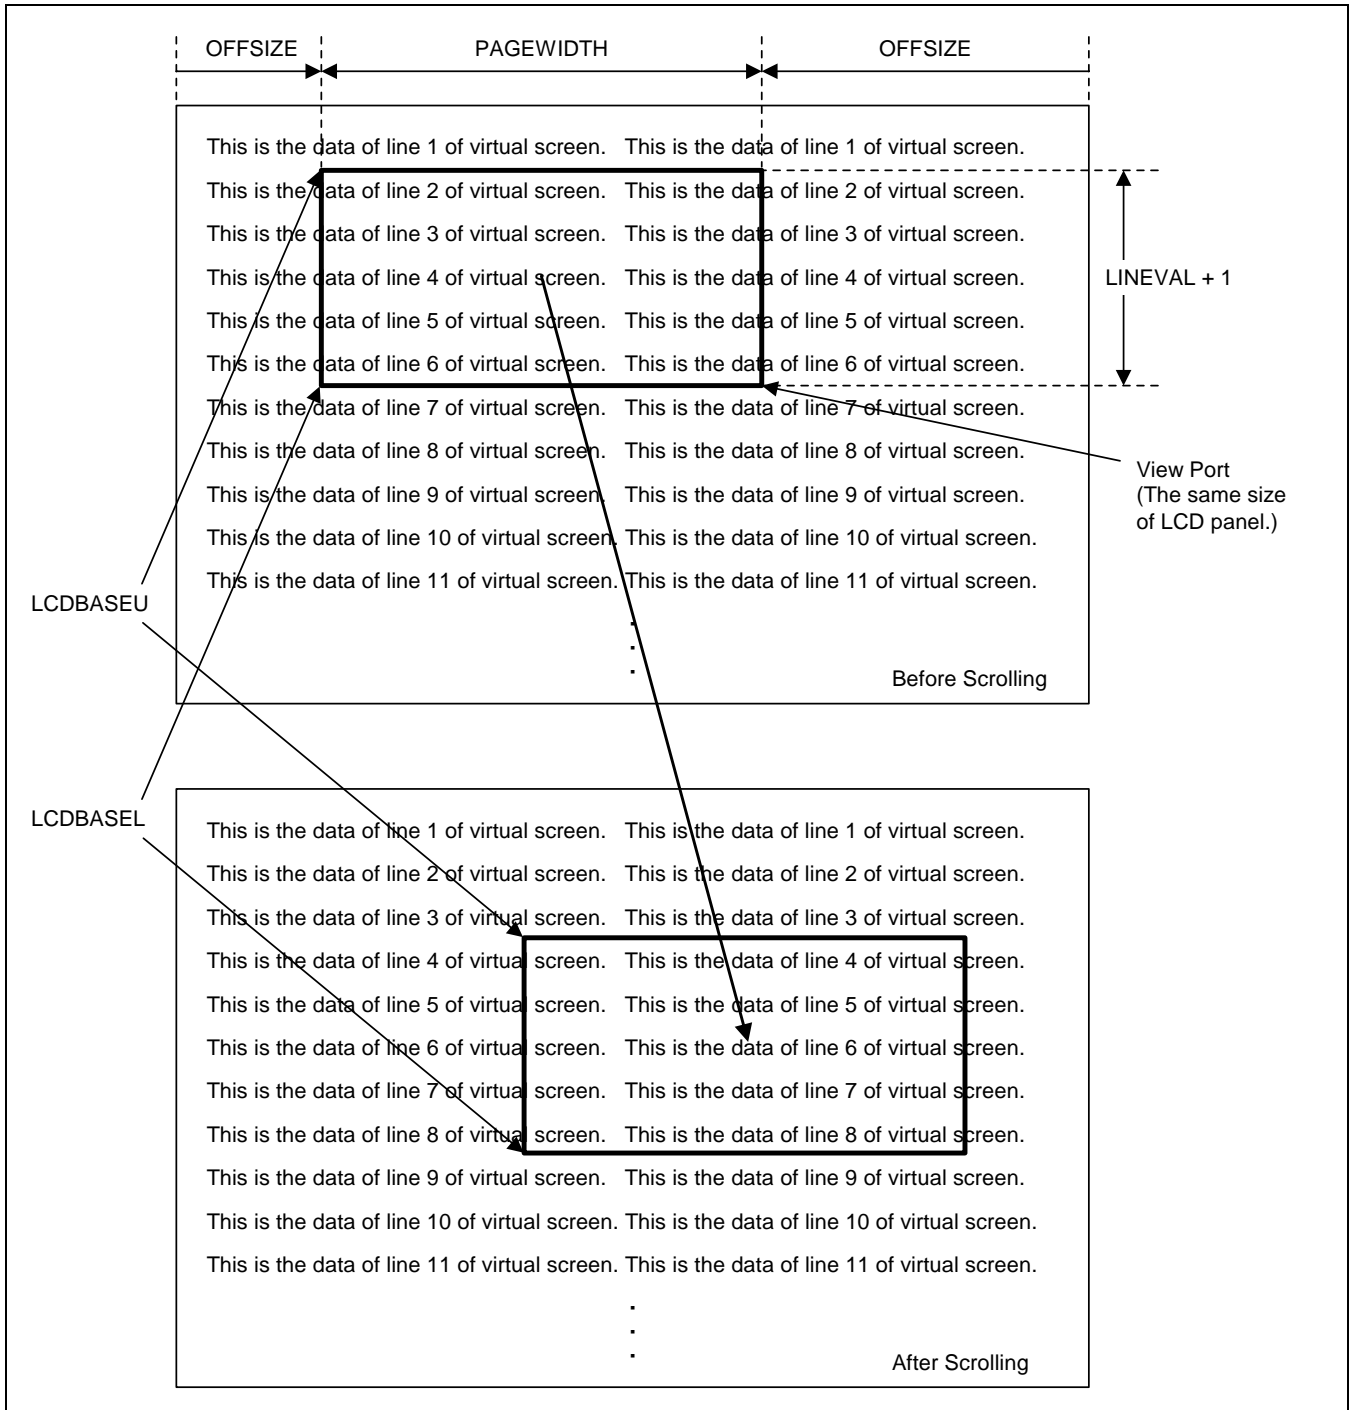 OFFSIZE PAGEWIDTH OFFSIZE
This is the data of line 1 of virtual screen. This is the data of line 1 of virtual screen.
This is the data of line 2 of virtual screen. This is the data of line 2 of virtual screen.
This is the data of line 3 of virtual screen. This is the data of line 3 of virtual screen.
This is the data of line 4 of virtual screen. This is the data of line 4 of virtual screen.
LINEVAL + 1
This is the data of line 5 of virtual screen. This is the data of line 5 of virtual screen.
This is the data of line 6 of virtual screen. This is the data of line 6 of virtual screen.
This is the data of line 7 of virtual screen. This is the data of line 7 of virtual screen.
This is the data of line 8 of virtual screen. This is the data of line 8 of virtual screen.
View Port
(The same size
of LCD panel.)
This is the data of line 9 of virtual screen. This is the data of line 9 of virtual screen.
This is the data of line 10 of virtual screen. This is the data of line 10 of virtual screen.
This is the data of line 11 of virtual screen. This is the data of line 11 of virtual screen.
LCDBASEU
.
.
.
Before Scrolling
LCDBASEL
This is the data of line 1 of virtual screen. This is the data of line 1 of virtual screen.
This is the data of line 2 of virtual screen. This is the data of line 2 of virtual screen.
This is the data of line 3 of virtual screen. This is the data of line 3 of virtual screen.
This is the data of line 4 of virtual screen. This is the data of line 4 of virtual screen.
This is the data of line 5 of virtual screen. This is the data of line 5 of virtual screen.
This is the data of line 6 of virtual screen. This is the data of line 6 of virtual screen.
This is the data of line 7 of virtual screen. This is the data of line 7 of virtual screen.
This is the data of line 8 of virtual screen. This is the data of line 8 of virtual screen.
This is the data of line 9 of virtual screen. This is the data of line 9 of virtual screen.
This is the data of line 10 of virtual screen. This is the data of line 10 of virtual screen.
This is the data of line 11 of virtual screen. This is the data of line 11 of virtual screen.
.
.
.
After Scrolling